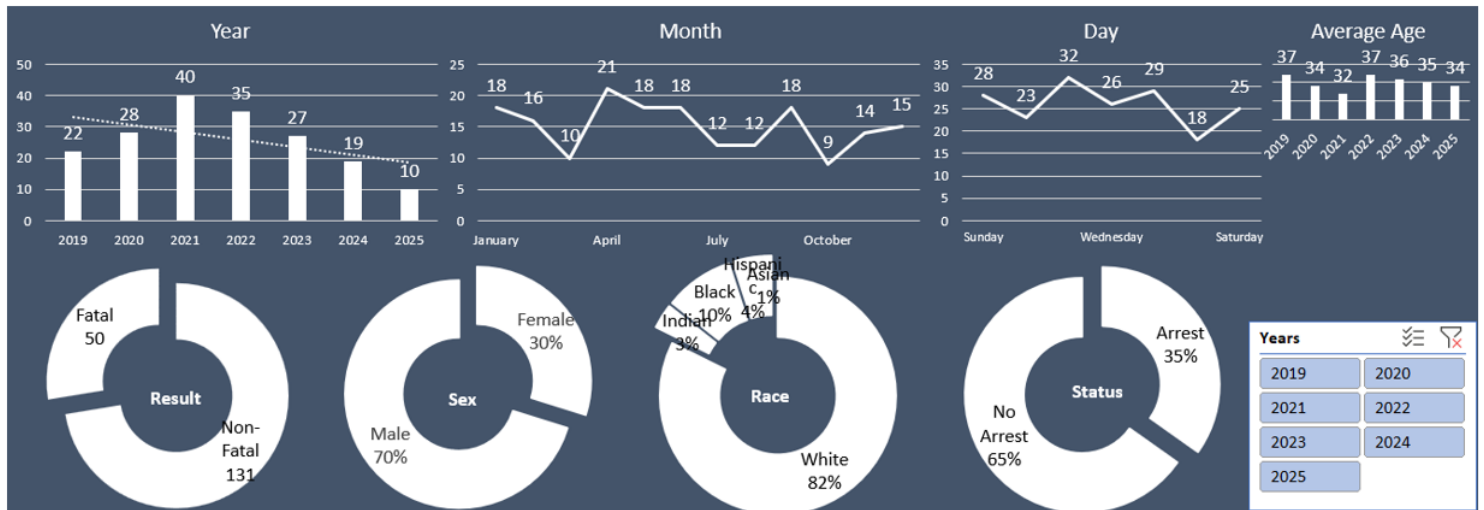 Year
50
40
30
20
10
0
22
28
40
35
27
19
10
2019
2020
2021
2022
2023
2024
2025
Month
25
20
15
10
5
0
18
16
10
21
18
18
12
12
18
9
14
15
January
April
July
October
Day
35
30
25
20
15
10
5
0
28
23
32
26
29
18
25
Sunday
Wednesday
Saturday
Average Age
37
34
32
37
36
35
34
2019
2020
2021
2022
2023
2024
2025
Fatal
50
Result
Non-
Fatal
131
Female
30%
Sex
Male
70%
Hispani
c
4%
Asian
1%
Black
10%
Indian
3%
Race
White
82%
Arrest
35%
Status
No
Arrest
65%
Years
2019
2020
2021
2022
2023
2024
2025